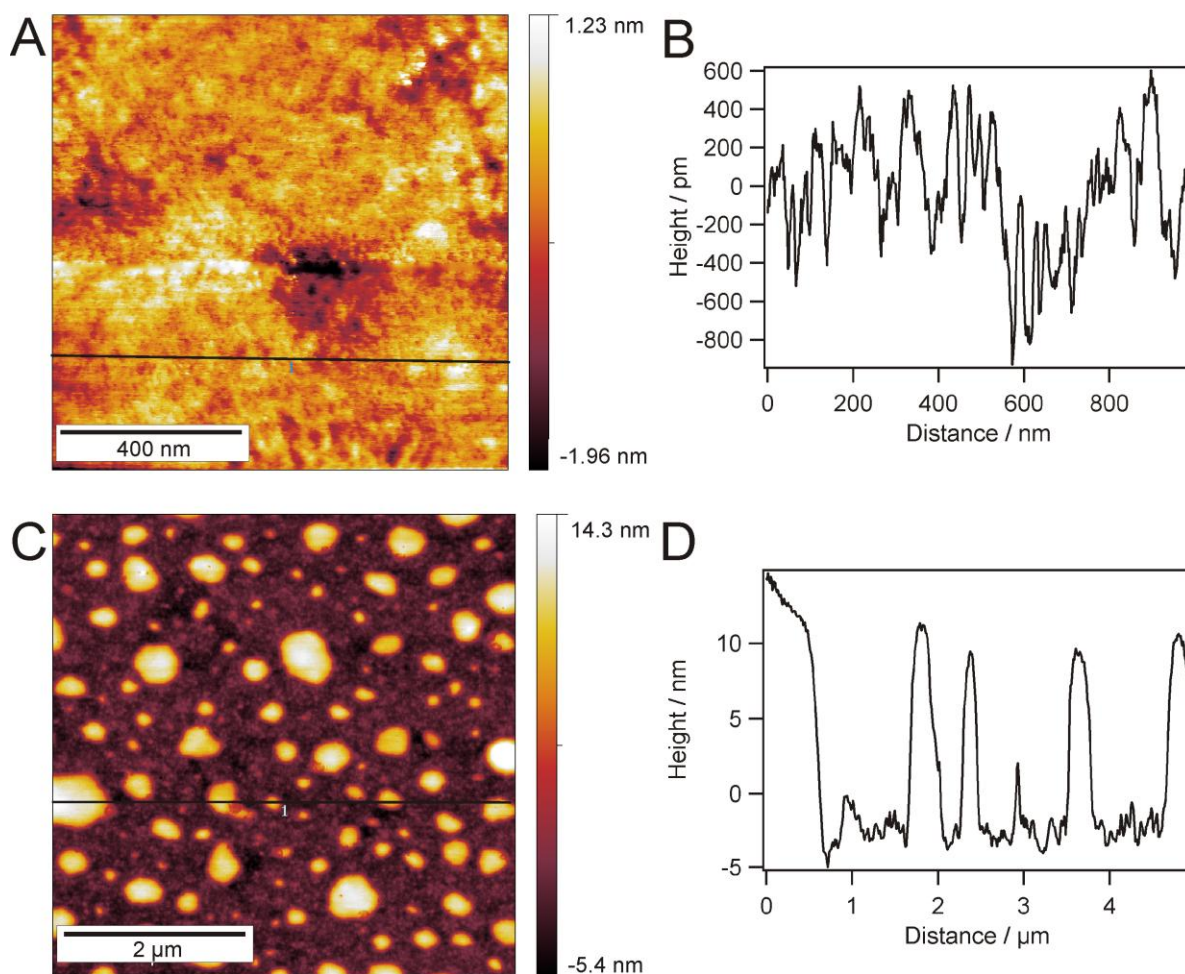 A
1.23 nm
-1.96 nm
400 nm
B
600
400
200
0
-200
-400
-600
-800
Height / pm
0 200 400 600 800
Distance / nm
C
14.3 nm
-5.4 nm
1
2 µm
D
10
5
0
-5
Height / nm
0 1 2 3 4
Distance / µm